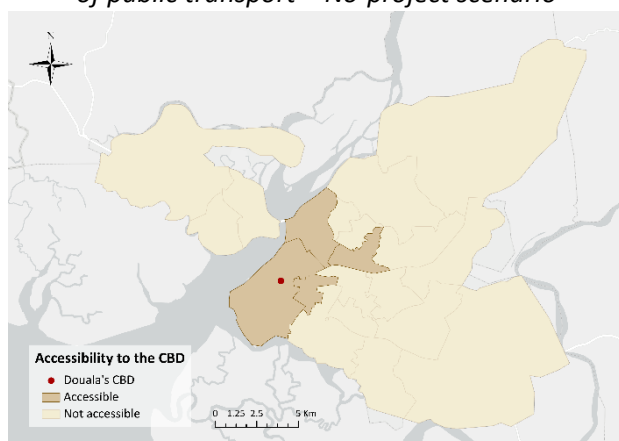 of public transport – No-project scenario
Accessibility to the CBD
Douala's CBD
Accessible
Not accessible
0 1.25 2.5 5 Km